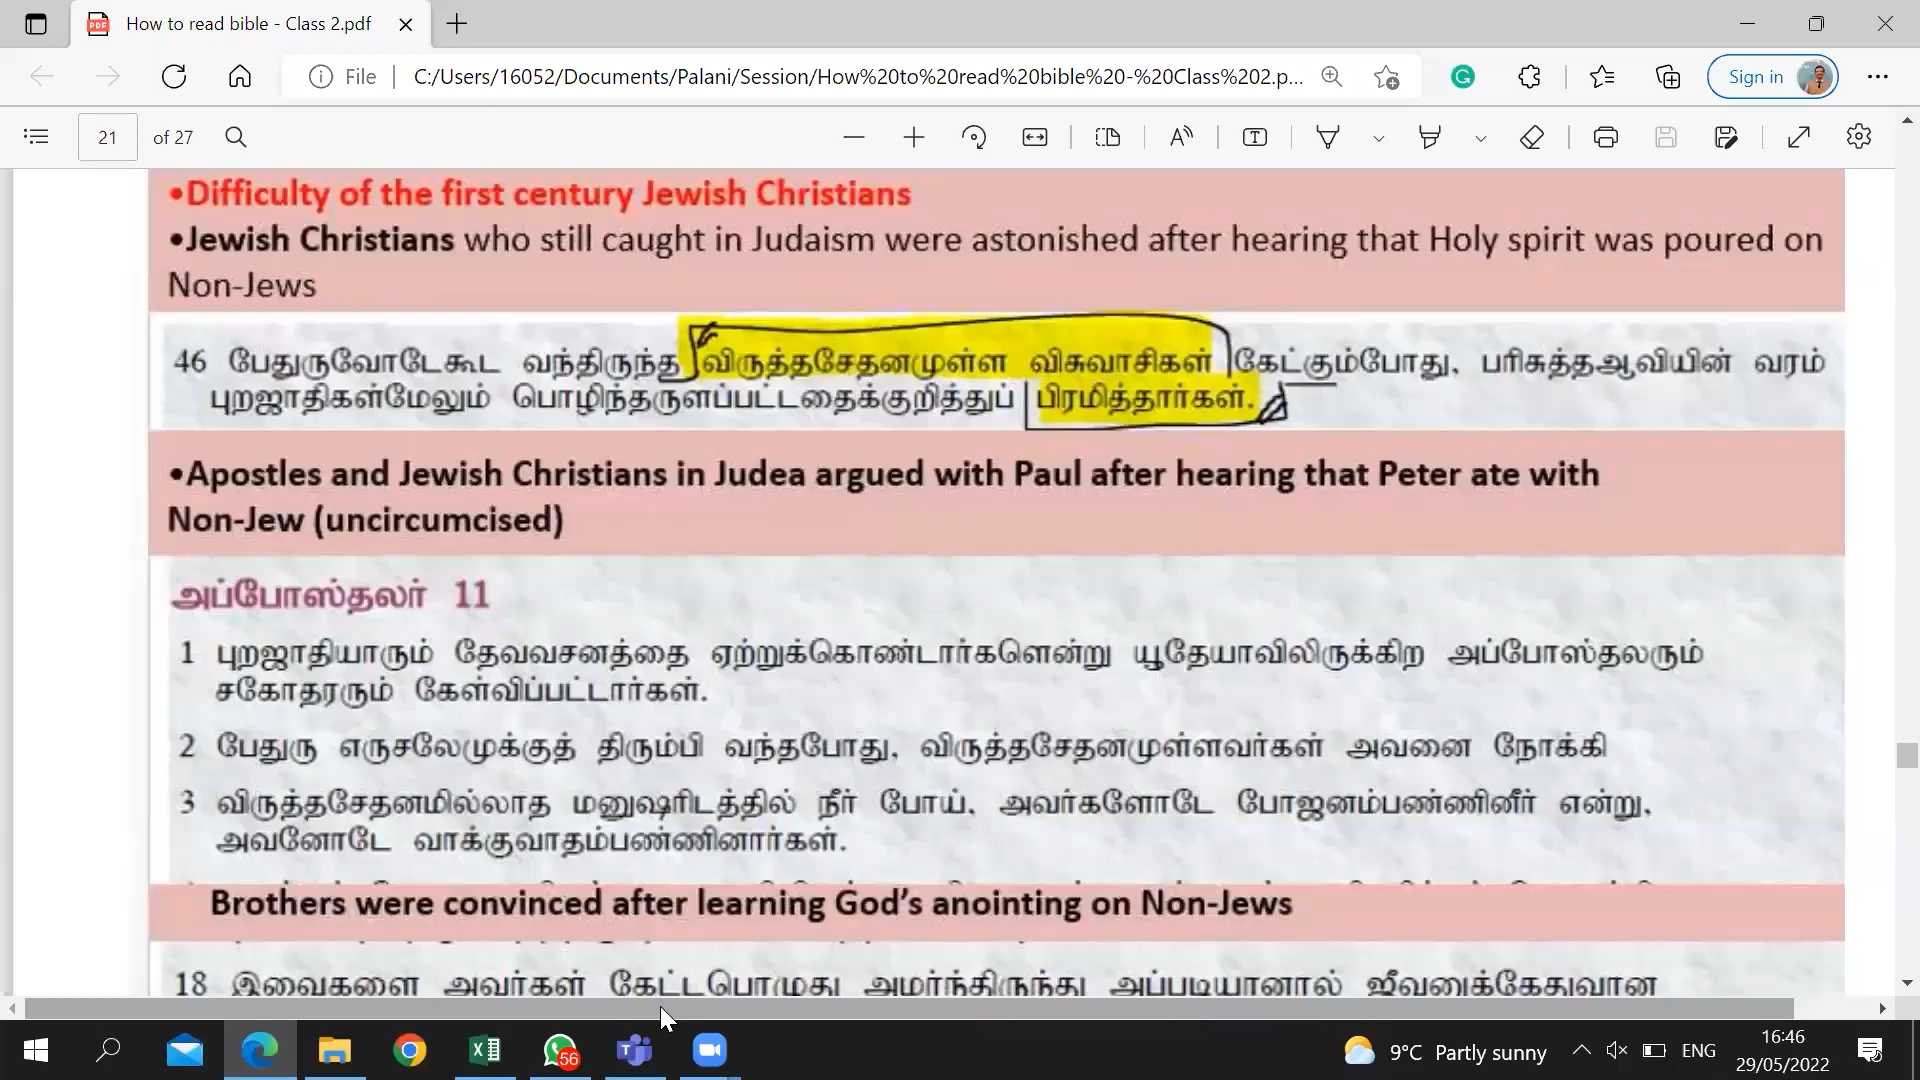 How to read bible - Class 2.pdf
File
C:/Users/16052/Documents/Palani/Session/How%20to%20read%20bible%20-%20Class%202.p...
Sign in
21 of 27
•Difficulty of the first century Jewish Christians
•Jewish Christians who still caught in Judaism were astonished after hearing that Holy spirit was poured on
Non-Jews
46 பேதுருவோடேகூட வந்திருந்த விருத்தசேதனமுள்ள விசுவாசிகள் கேட்கும்போது, பரிசுத்தஆவியின் வரம்
புறஜாதிகள்மேலும் பொழிந்தருளப்பட்டதைக்குறித்துப் பிரமித்தார்கள்.
•Apostles and Jewish Christians in Judea argued with Paul after hearing that Peter ate with
Non-Jew (uncircumcised)
அப்போஸ்தலர் 11
1 புறஜாதியாரும் தேவவசனத்தை ஏற்றுக்கொண்டார்களென்று யூதேயாவிலிருக்கிற அப்போஸ்தலரும்
சகோதரரும் கேள்விப்பட்டார்கள்.
2 பேதுரு எருசலேமுக்குத் திரும்பி வந்தபோது, விருத்தசேதனமுள்ளவர்கள் அவனை நோக்கி
3 விருத்தசேதனமில்லாத மனுஷரிடத்தில் நீர் போய், அவர்களோடே போஜனம்பண்ணினீர் என்று,
அவனோடே வாக்குவாதம்பண்ணினார்கள்.
Brothers were convinced after learning God's anointing on Non-Jews
18 இவைகளை அவர்கள் கேட்டபொழுது அமர்ந்திருந்து அப்படியானால் ஜீவனுக்கேதுவான
56
9°C Partly sunny
ENG
16:46
29/05/2022